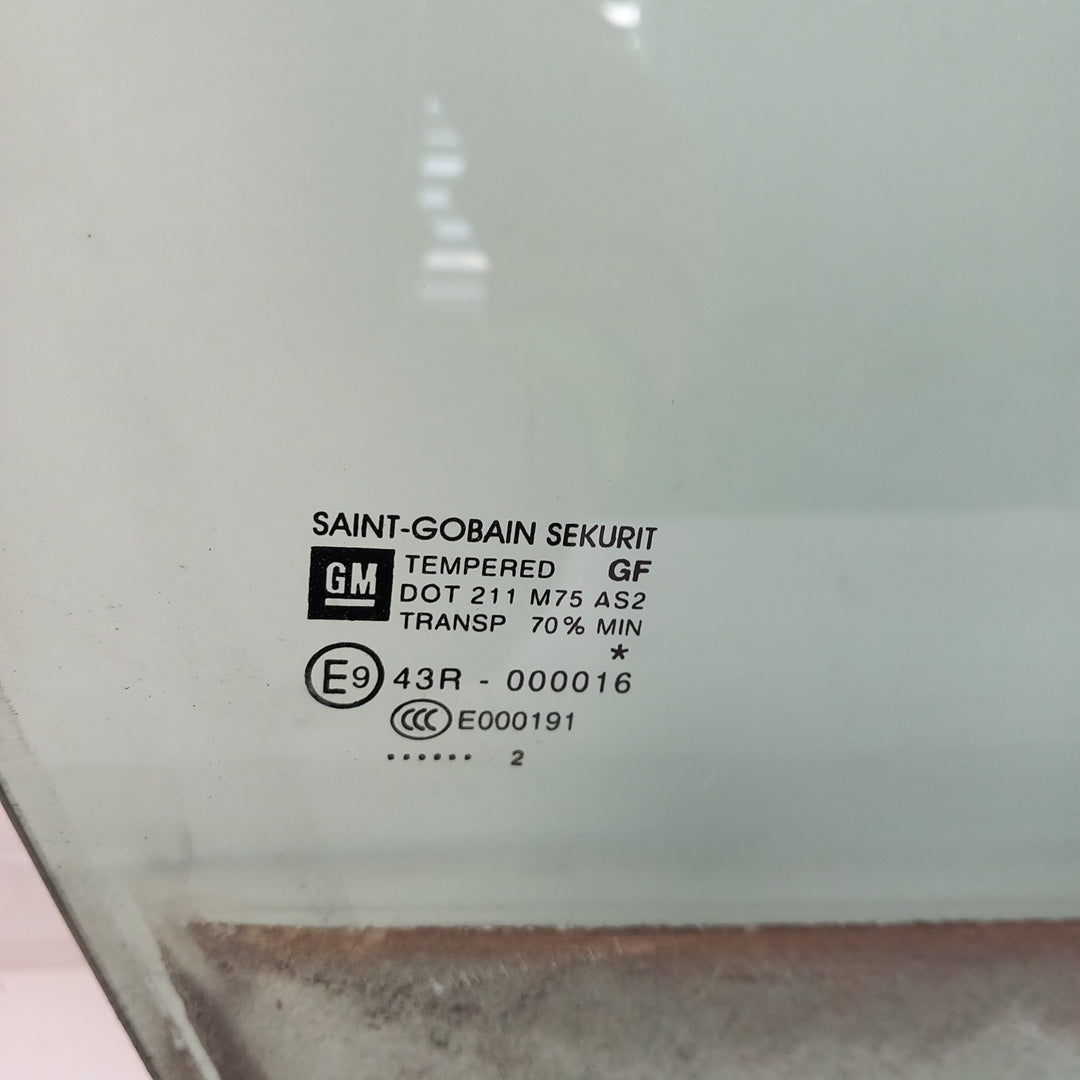 SAINT-GOBAIN SEKURIT
GM
TEMPERED GF
DOT 211 M75 AS2
TRANSP 70% MIN
*
E9 43R - 000016
CCC E000191
...... 2